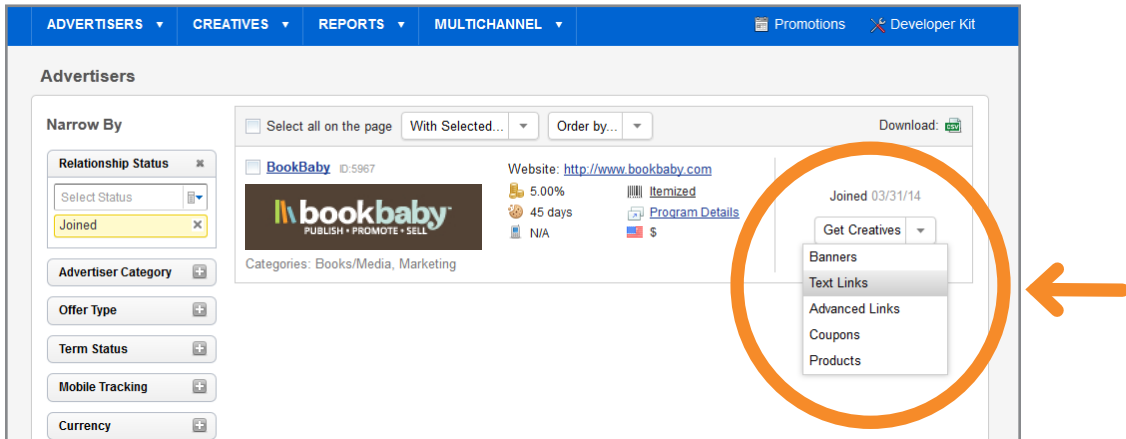 ADVERTISERS CREATIVES REPORTS MULTICHANNEL Promotions Developer Kit
Advertisers
Narrow By
Relationship Status
Select Status
Joined
Advertiser Category
Offer Type
Term Status
Mobile Tracking
Currency
Select all on the page With Selected... Order by... Download: CSV
BookBaby ID:5967
bookbaby
PUBLISH • PROMOTE • SELL
Categories: Books/Media, Marketing
Website: http://www.bookbaby.com
5.00% Itemized
45 days Program Details
N/A $
Joined 03/31/14
Get Creatives
Banners
Text Links
Advanced Links
Coupons
Products